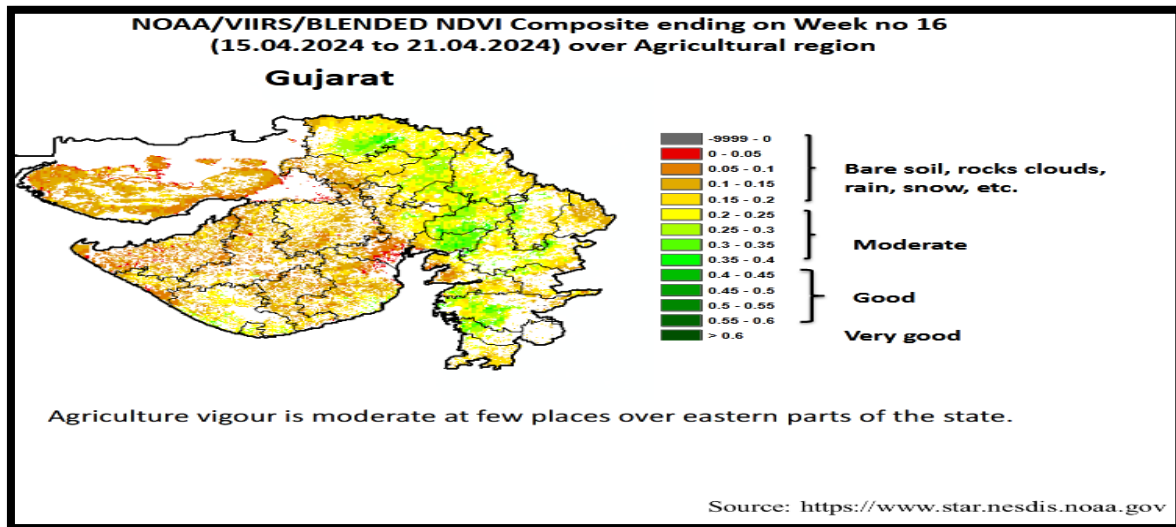 NOAA/VIIRS/BLENDED NDVI Composite ending on Week no 16
(15.04.2024 to 21.04.2024) over Agricultural region
Gujarat
-9999 - 0
0 - 0.05
0.05 - 0.1
0.1 - 0.15
0.15 - 0.2
0.2 - 0.25
0.25 - 0.3
0.3 - 0.35
0.35 - 0.4
0.4 - 0.45
0.45 - 0.5
0.5 - 0.55
0.55 - 0.6
> 0.6
Bare soil, rocks clouds,
rain, snow, etc.
Moderate
Good
Very good
Agriculture vigour is moderate at few places over eastern parts of the state.
Source: https://www.star.nesdis.noaa.gov